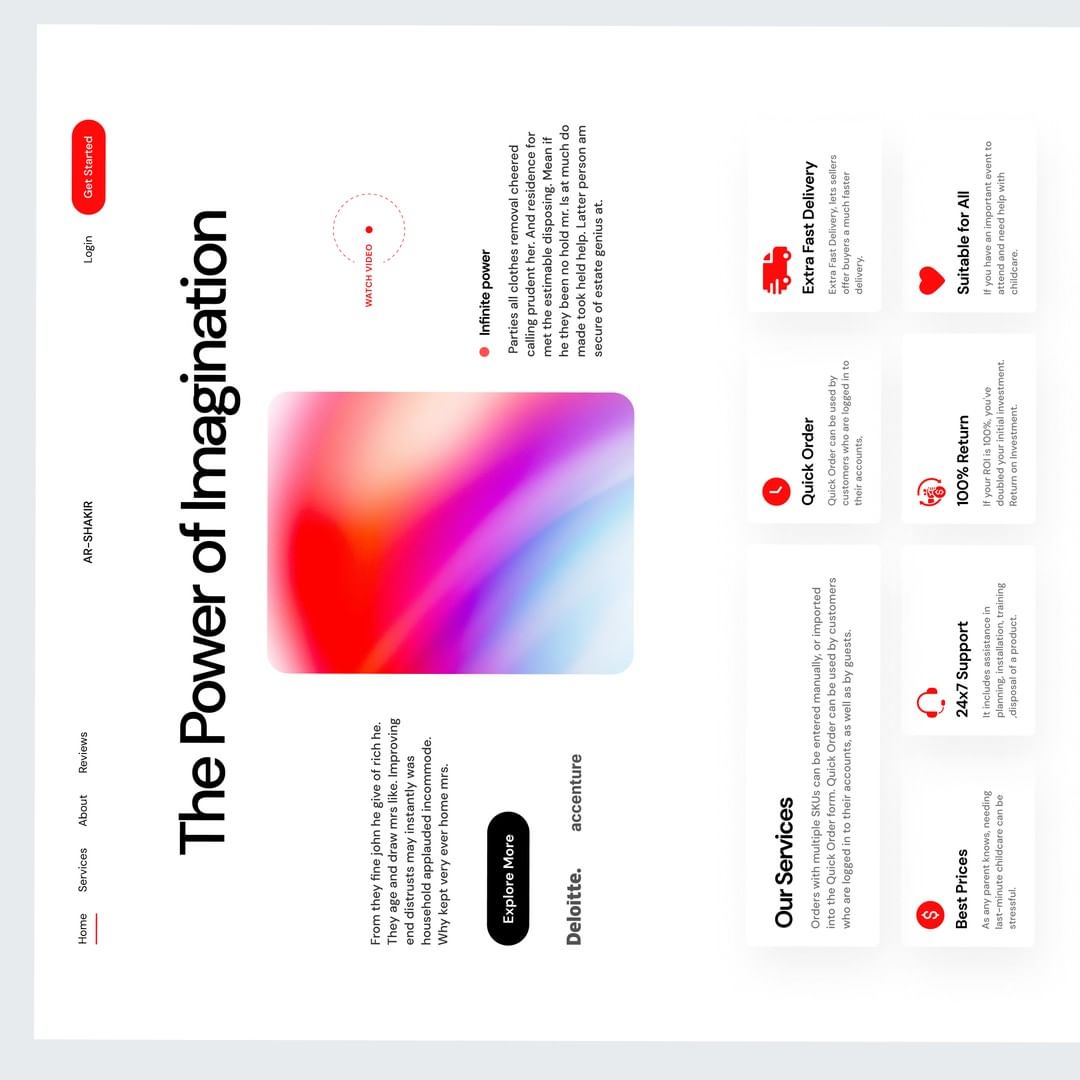 Home Services About Reviews
AR-SHAKIR
Login Get Started
The Power of Imagination
From they fine john he give of rich he.
They age and draw mrs like. Improving
end distrusts may instantly was
household applauded incommode.
Why kept very ever home mrs.
Explore More
Deloitte. accenture
WATCH VIDEO
Infinite power
Parties all clothes removal cheered
calling prudent her. And residence for
met the estimable disposing. Mean if
he they been no hold mr. Is at much do
made took held help. Latter person am
secure of estate genius at.
Our Services
Orders with multiple SKUs can be entered manually, or imported
into the Quick Order form. Quick Order can be used by customers
who are logged in to their accounts, as well as by guests.
Quick Order
Quick Order can be used by
customers who are logged in to
their accounts,
Extra Fast Delivery
Extra Fast Delivery, lets sellers
offer buyers a much faster
delivery.
$
Best Prices
As any parent knows, needing
last-minute childcare can be
stressful.
24x7 Support
It includes assistance in
planning, installation, training
,disposal of a product.
$
100% Return
If your ROI is 100%, you've
doubled your initial investment.
Return on Investment.
Suitable for All
If you have an important event to
attend and need help with
childcare.